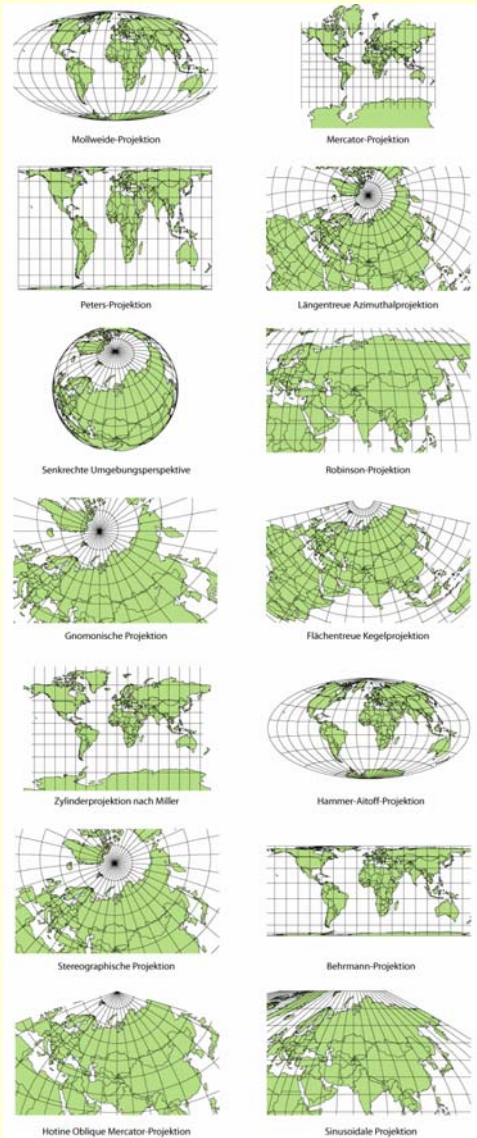 Mollweide-Projektion
Mercator-Projektion
Peters-Projektion
Längentreue Azimuthalprojektion
Senkrechte Umgebungsperspektive
Robinson-Projektion
Gnomonische Projektion
Flächentreue Kegelprojektion
Zylinderprojektion nach Miller
Hammer-Aitoff-Projektion
Stereographische Projektion
Behrmann-Projektion
Hotine Oblique Mercator-Projektion
Sinusoidale Projektion